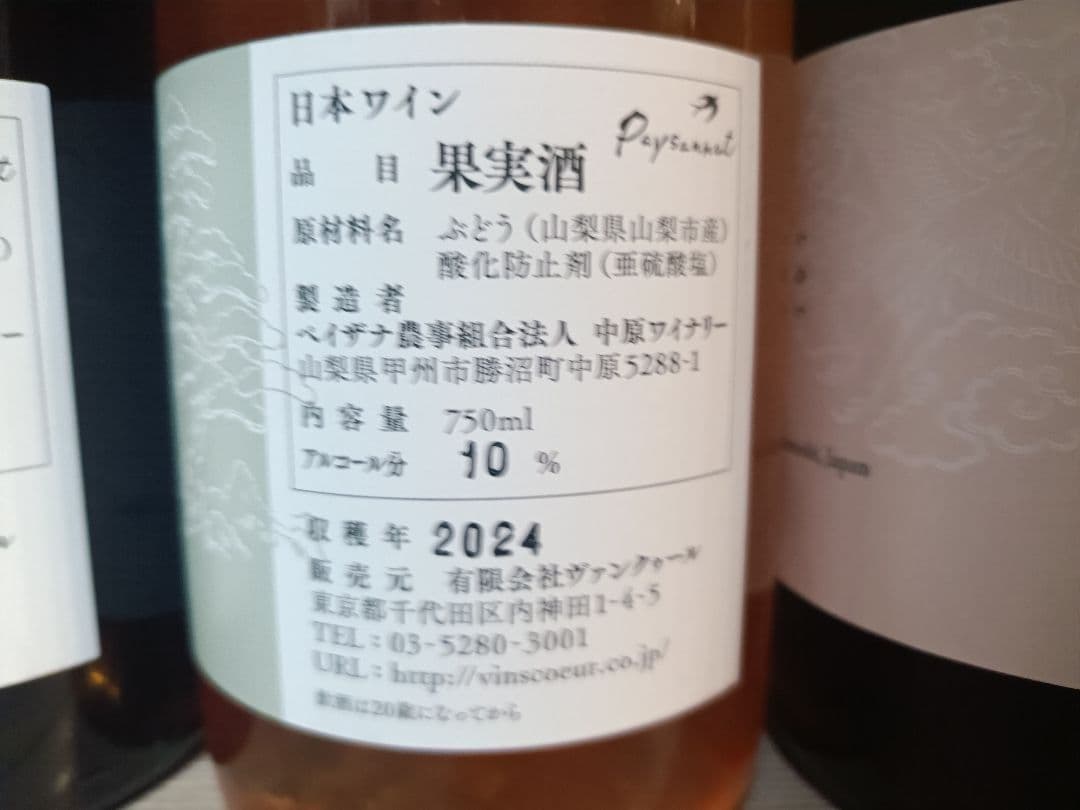 日本ワイン
Paysannat
品目 果実酒
原材料名 ぶどう（山梨県山梨市産）
酸化防止剤（亜硫酸塩）
製造者
ペイザナ農事組合法人 中原ワイナリー
山梨県甲州市勝沼町中原5288-1
内容量 750ml
アルコール分 10 %
収穫年 2024
販売元 有限会社ヴァンクゥール
東京都千代田区内神田1-4-5
TEL：03-5280-3001
URL：http://vinscoeur.co.jp/
飲酒は20歳になってから
Japan